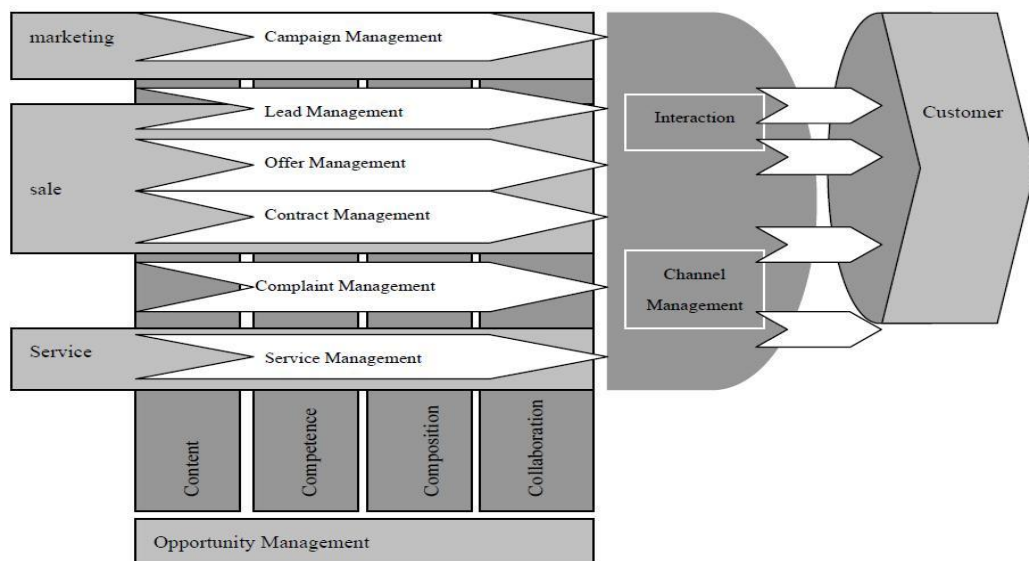 marketing
Campaign Management
Lead Management
Offer Management
sale
Contract Management
Complaint Management
Service
Service Management
Interaction
Channel
Management
Customer
Content
Competence
Composition
Collaboration
Opportunity Management